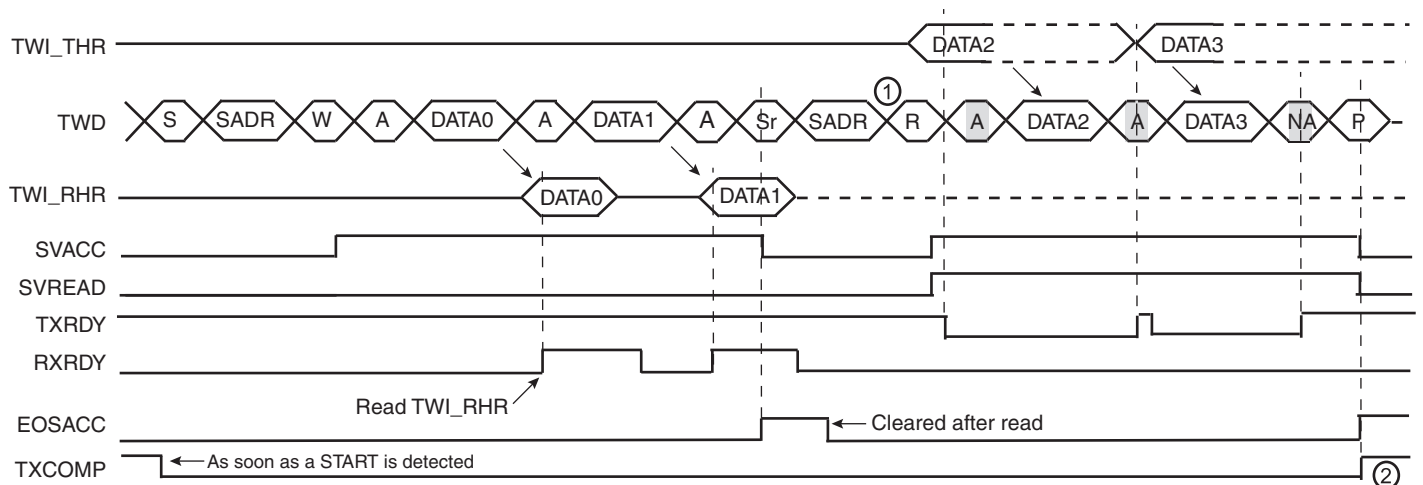 TWI_THR DATA2 DATA3
①
TWD S SADR W A DATA0 A DATA1 A Sr SADR R A DATA2 A DATA3 NA P
TWI_RHR DATA0 DATA1
SVACC
SVREAD
TXRDY
RXRDY
Read TWI_RHR
EOSACC Cleared after read
As soon as a START is detected
TXCOMP ②